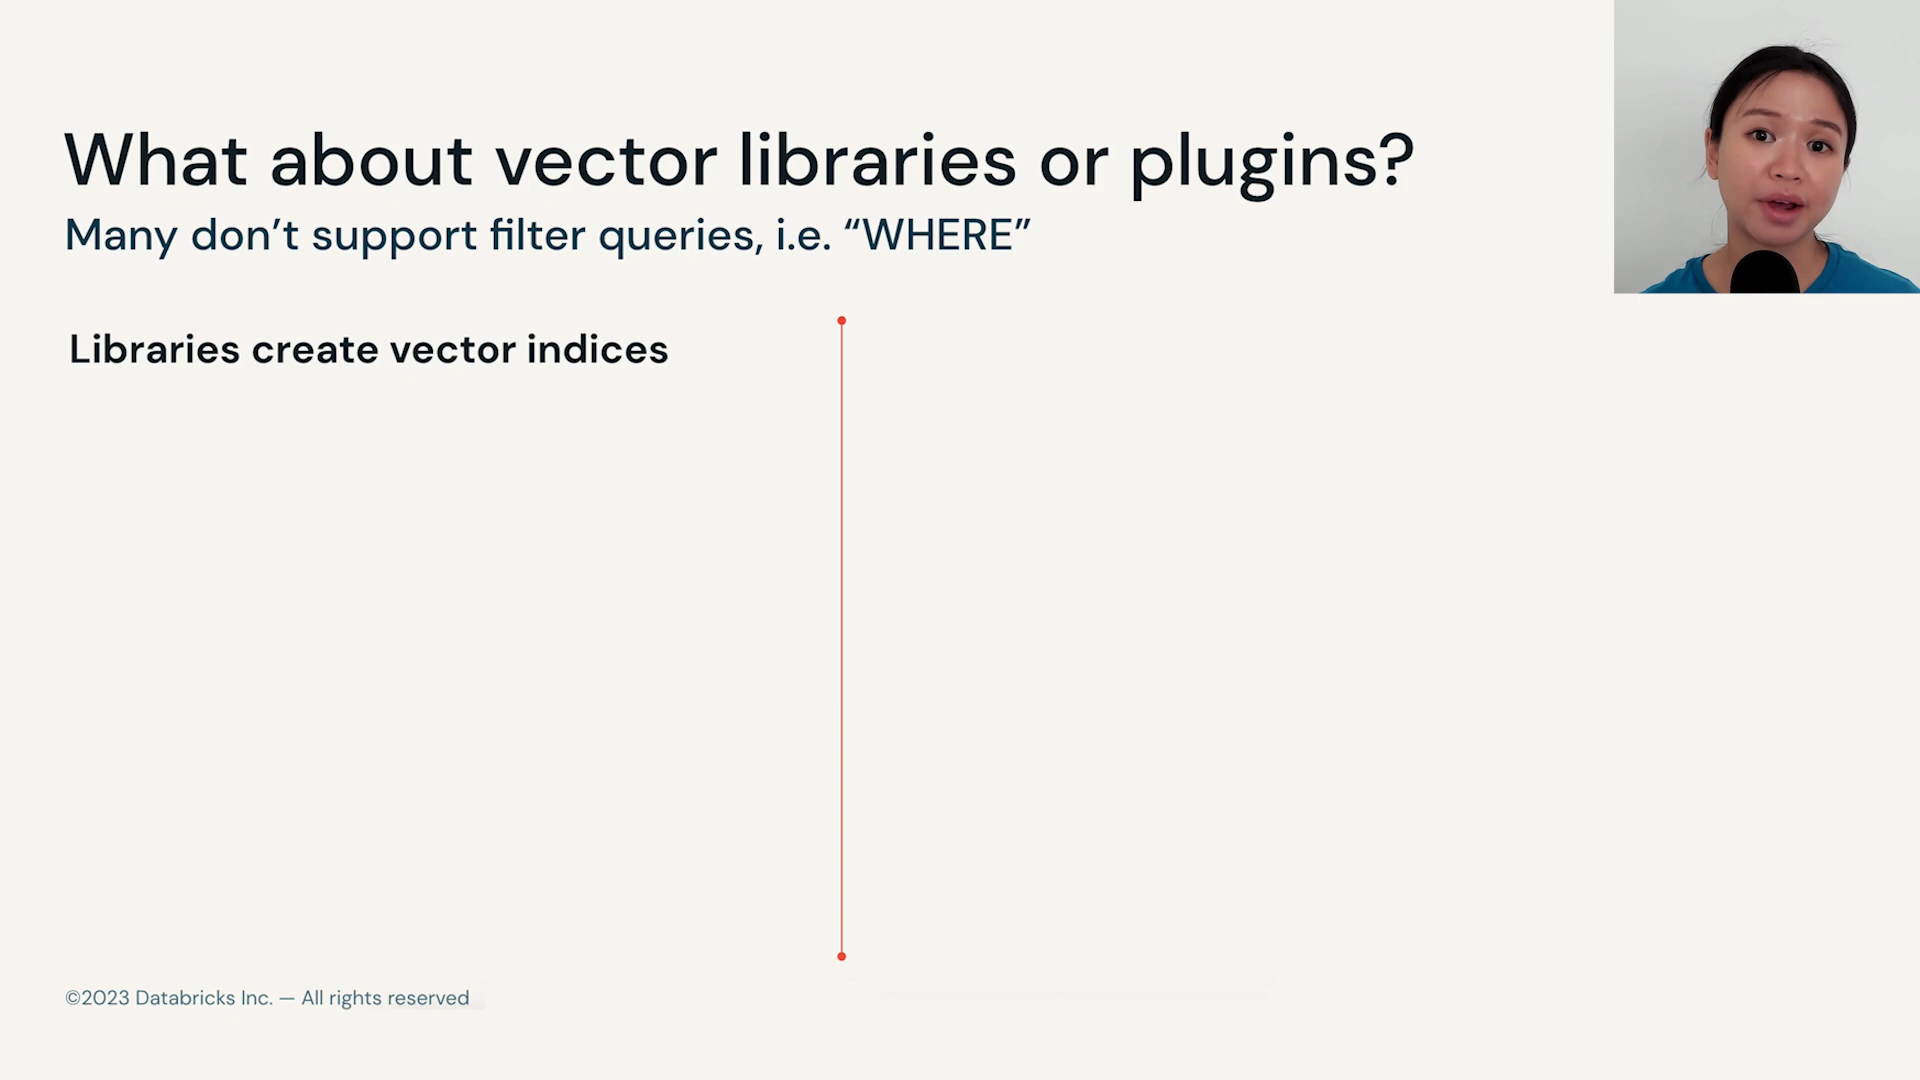 What about vector libraries or plugins?
Many don’t support filter queries, i.e. “WHERE”
Libraries create vector indices
©2023 Databricks Inc. — All rights reserved